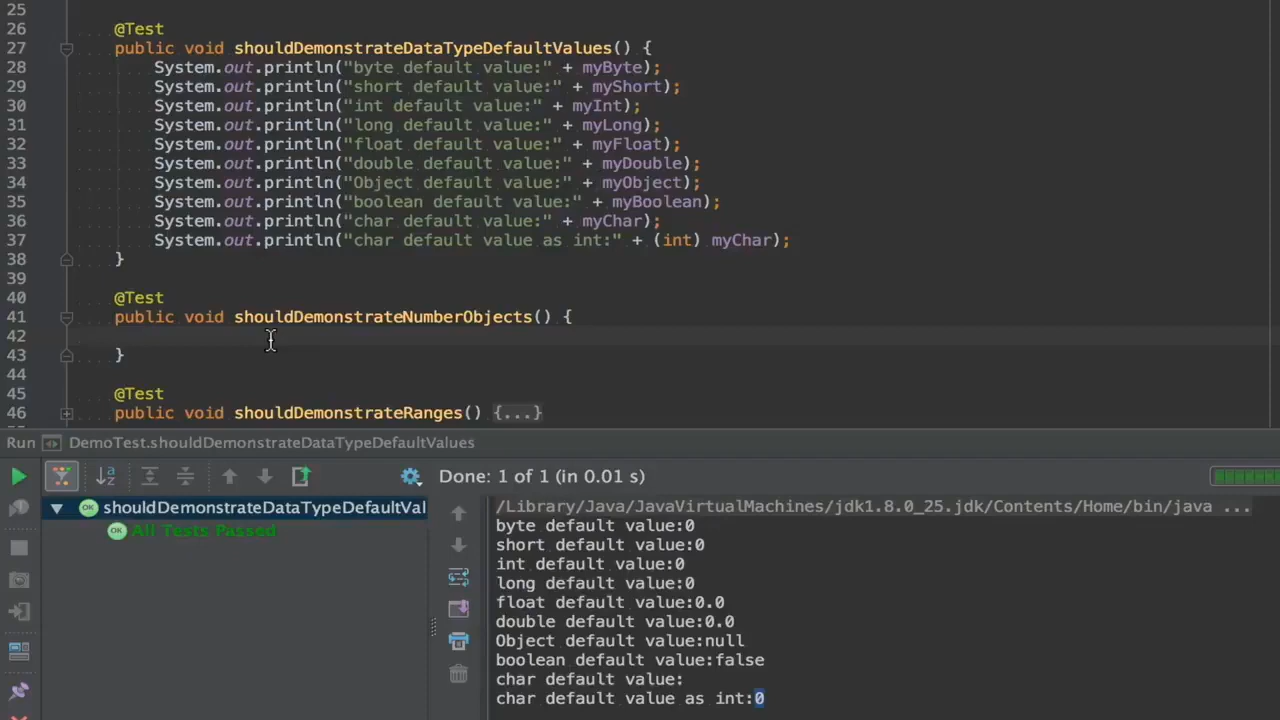 25
26 @Test
27 public void shouldDemonstrateDataTypeDefaultValues() {
28 System.out.println("byte default value:" + myByte);
29 System.out.println("short default value:" + myShort);
30 System.out.println("int default value:" + myInt);
31 System.out.println("long default value:" + myLong);
32 System.out.println("float default value:" + myFloat);
33 System.out.println("double default value:" + myDouble);
34 System.out.println("Object default value:" + myObject);
35 System.out.println("boolean default value:" + myBoolean);
36 System.out.println("char default value:" + myChar);
37 System.out.println("char default value as int:" + (int) myChar);
38 }
39
40 @Test
41 public void shouldDemonstrateNumberObjects() {
42
43 }
44
45 @Test
46 public void shouldDemonstrateRanges() {...}
Run DemoTest.shouldDemonstrateDataTypeDefaultValues
Done: 1 of 1 (in 0.01 s)
shouldDemonstrateDataTypeDefaultVal
All Tests Passed
/Library/Java/JavaVirtualMachines/jdk1.8.0_25.jdk/Contents/Home/bin/java ...
byte default value:0
short default value:0
int default value:0
long default value:0
float default value:0.0
double default value:0.0
Object default value:null
boolean default value:false
char default value:
char default value as int:0